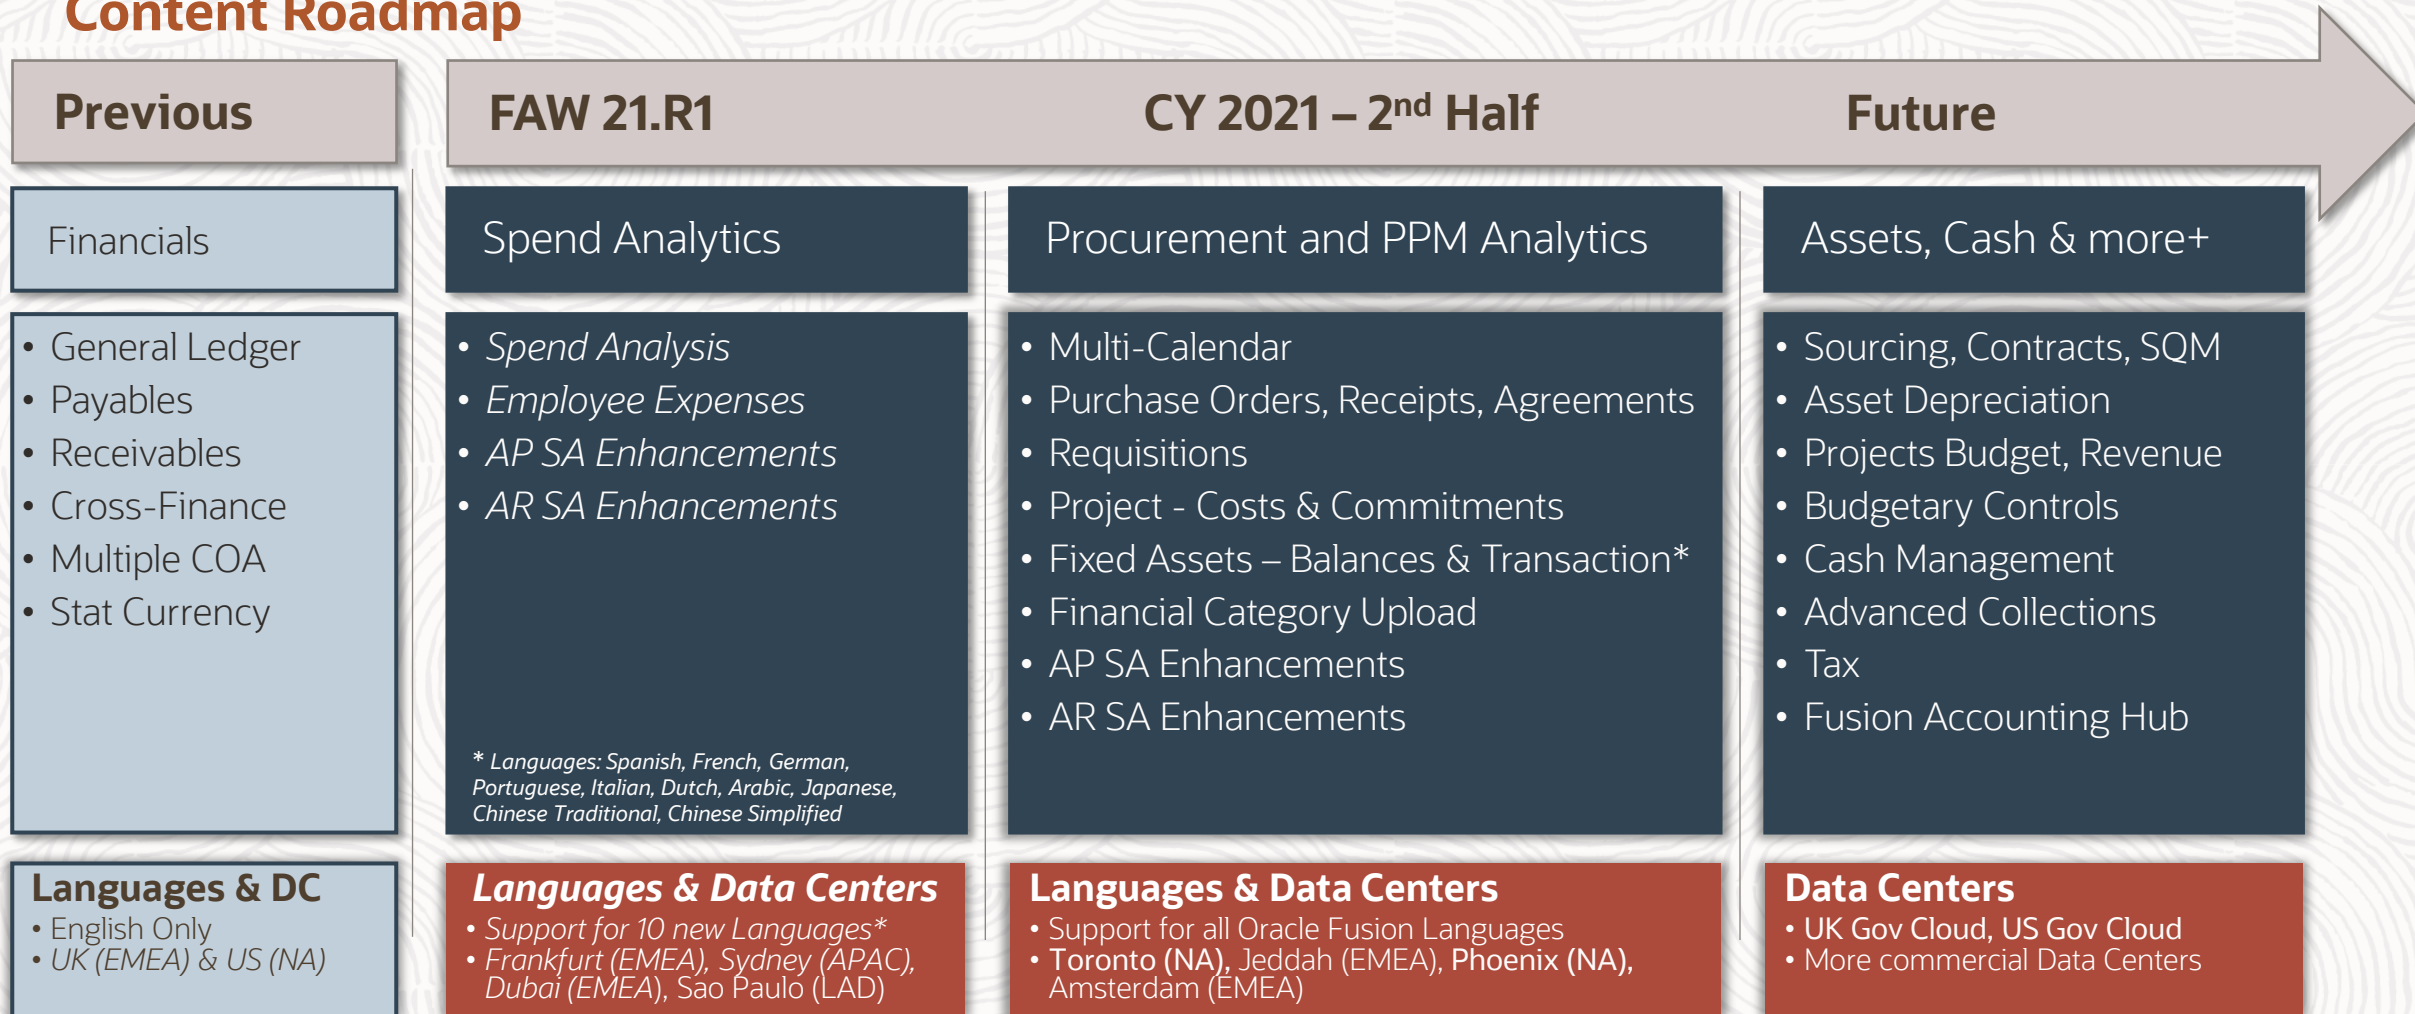 Content Roadmap
Previous
FAW 21.R1
CY 2021 – 2nd Half
Future
Financials
Spend Analytics
Procurement and PPM Analytics
Assets, Cash & more+
• General Ledger
• Payables
• Receivables
• Cross-Finance
• Multiple COA
• Stat Currency
• Spend Analysis
• Employee Expenses
• AP SA Enhancements
• AR SA Enhancements
* Languages: Spanish, French, German,
Portuguese, Italian, Dutch, Arabic, Japanese,
Chinese Traditional, Chinese Simplified
• Multi-Calendar
• Purchase Orders, Receipts, Agreements
• Requisitions
• Project - Costs & Commitments
• Fixed Assets – Balances & Transaction*
• Financial Category Upload
• AP SA Enhancements
• AR SA Enhancements
• Sourcing, Contracts, SQM
• Asset Depreciation
• Projects Budget, Revenue
• Budgetary Controls
• Cash Management
• Advanced Collections
• Tax
• Fusion Accounting Hub
Languages & DC
• English Only
• UK (EMEA) & US (NA)
Languages & Data Centers
• Support for 10 new Languages*
• Frankfurt (EMEA), Sydney (APAC),
Dubai (EMEA), Sao Paulo (LAD)
Languages & Data Centers
• Support for all Oracle Fusion Languages
• Toronto (NA), Jeddah (EMEA), Phoenix (NA),
Amsterdam (EMEA)
Data Centers
• UK Gov Cloud, US Gov Cloud
• More commercial Data Centers